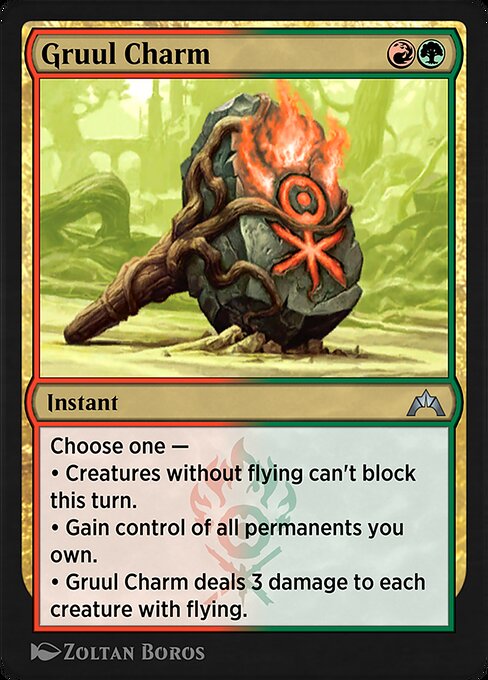 Gruul Charm
Instant
Choose one —
• Creatures without flying can't block
this turn.
• Gain control of all permanents you
own.
• Gruul Charm deals 3 damage to each
creature with flying.
Zoltan Boros